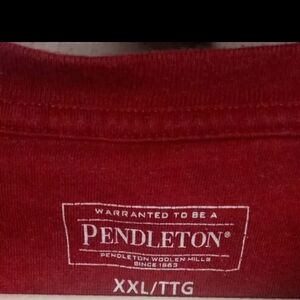 WARRANTED TO BE A
PENDLETON®
PENDLETON WOOLEN MILLS
SINCE 1863
XXL/TTG